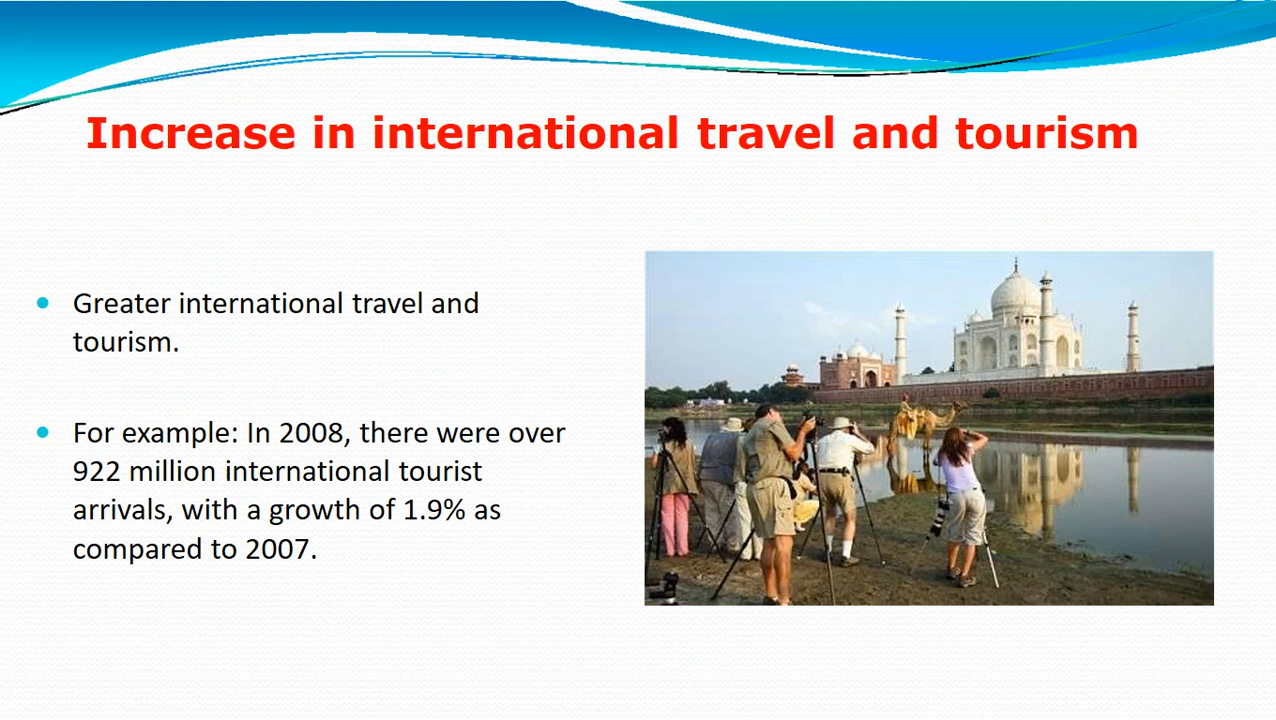 Increase in international travel and tourism
Greater international travel and
tourism.
For example: In 2008, there were over
922 million international tourist
arrivals, with a growth of 1.9% as
compared to 2007.